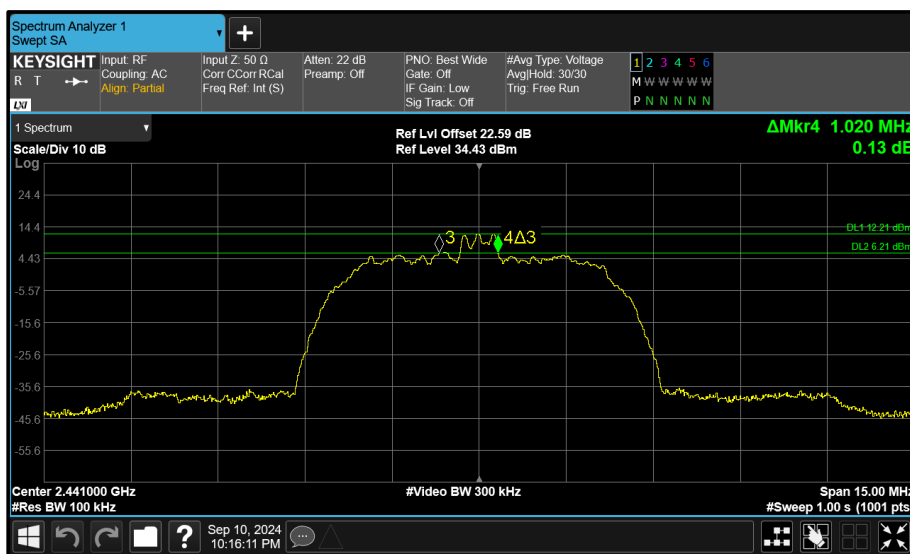 Spectrum Analyzer 1
Swept SA
KEYSIGHT
R T
LXI
Input: RF
Coupling: AC
Align: Partial
Input Z: 50 Ω
Corr CCorr RCal
Freq Ref: Int (S)
Atten: 22 dB
Preamp: Off
PNO: Best Wide
Gate: Off
IF Gain: Low
Sig Track: Off
#Avg Type: Voltage
Avg|Hold: 30/30
Trig: Free Run
1 2 3 4 5 6
M W W W W W
P N N N N N
1 Spectrum
Scale/Div 10 dB
Log
Ref Lvl Offset 22.59 dB
Ref Level 34.43 dBm
ΔMkr4 1.020 MHz
0.13 dB
24.4
14.4
4.43
-5.57
-15.6
-25.6
-35.6
-45.6
-55.6
3
4Δ3
DL1 12.21 dBm
DL2 6.21 dBm
Center 2.441000 GHz
#Res BW 100 kHz
#Video BW 300 kHz
Span 15.00 MHz
#Sweep 1.00 s (1001 pts
?
Sep 10, 2024
10:16:11 PM